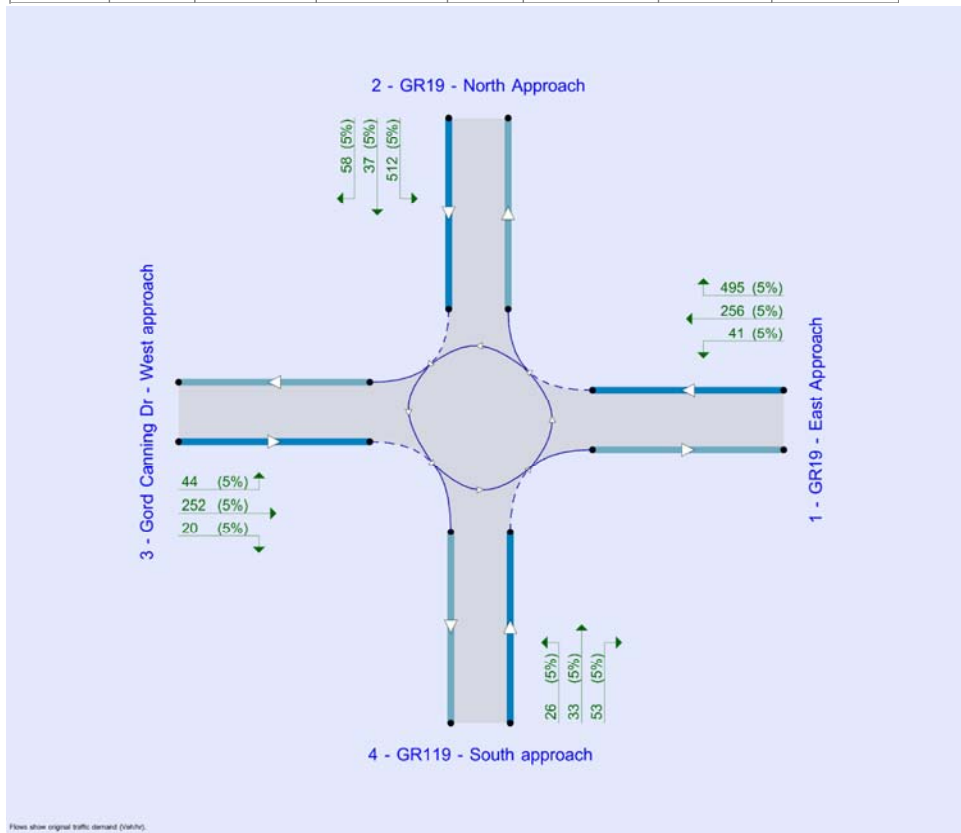 2 - GR19 - North Approach
58 (5%)
37 (5%)
512 (5%)
495 (5%)
256 (5%)
41 (5%)
1 - GR19 - East Approach
3 - Gord Canning Dr - West approach
44 (5%)
252 (5%)
20 (5%)
26 (5%)
33 (5%)
53 (5%)
4 - GR119 - South approach
Flows show original traffic demand (Veh/hr).